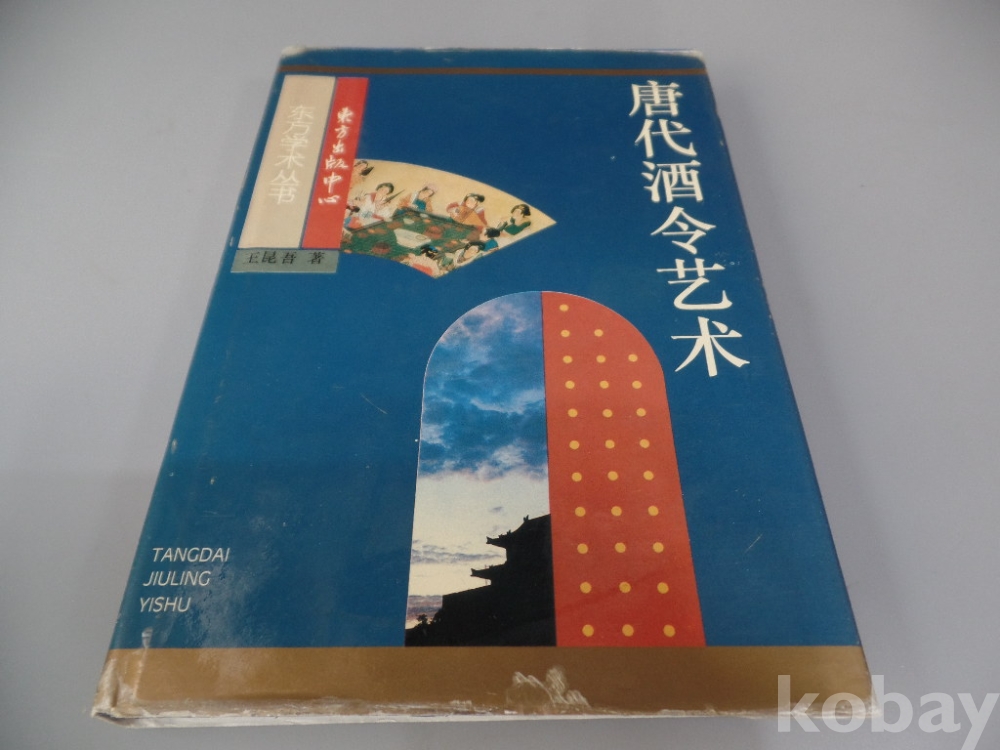 唐代酒令艺术
东方出版中心
东方学术丛书
王昆吾 著
TANGDAI
JIULING
YISHU
kobay